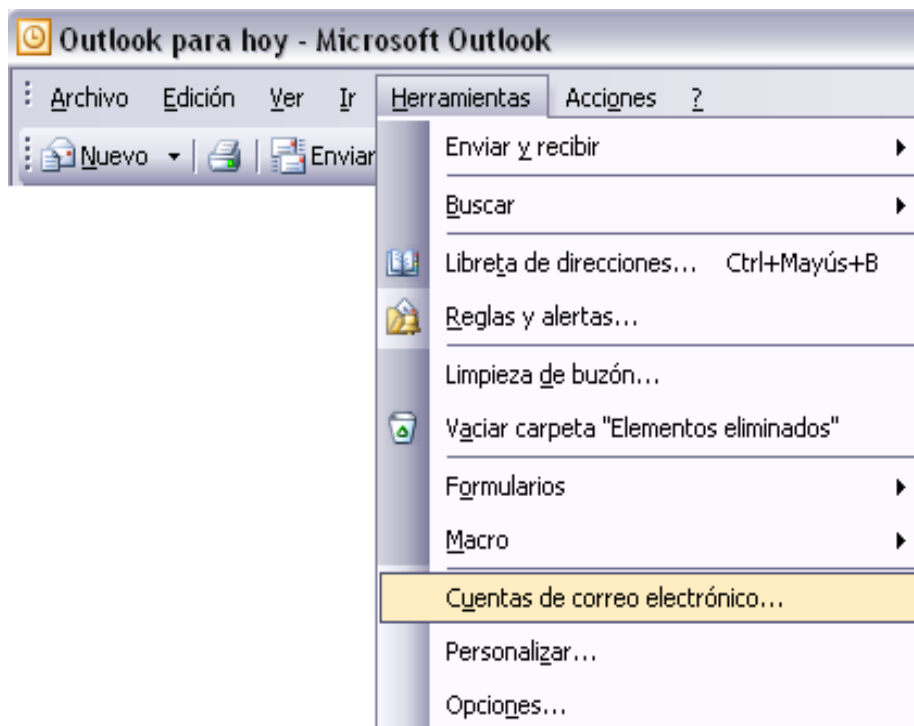 Outlook para hoy - Microsoft Outlook
Archivo Edición Ver Ir Herramientas Acciones ?
Nuevo Enviar
Enviar y recibir
Buscar
Libreta de direcciones... Ctrl+Mayús+B
Reglas y alertas...
Limpieza de buzón...
Vaciar carpeta "Elementos eliminados"
Formularios
Macro
Cuentas de correo electrónico...
Personalizar...
Opciones...